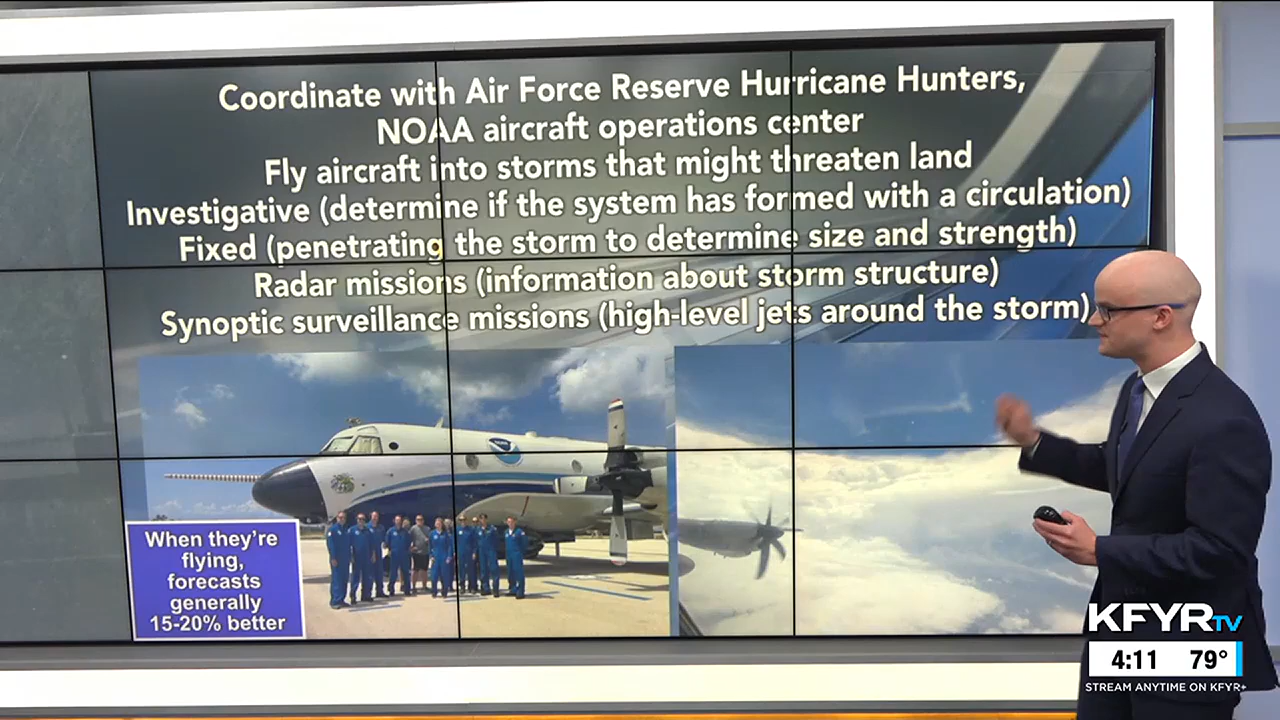 Coordinate with Air Force Reserve Hurricane Hunters,
NOAA aircraft operations center
Fly aircraft into storms that might threaten land
Investigative (determine if the system has formed with a circulation)
Fixed (penetrating the storm to determine size and strength)
Radar missions (information about storm structure)
Synoptic surveillance missions (high-level jets around the storm)
When they're
flying,
forecasts
generally
15-20% better
KFYRTV
4:11 79°
STREAM ANYTIME ON KFYR+